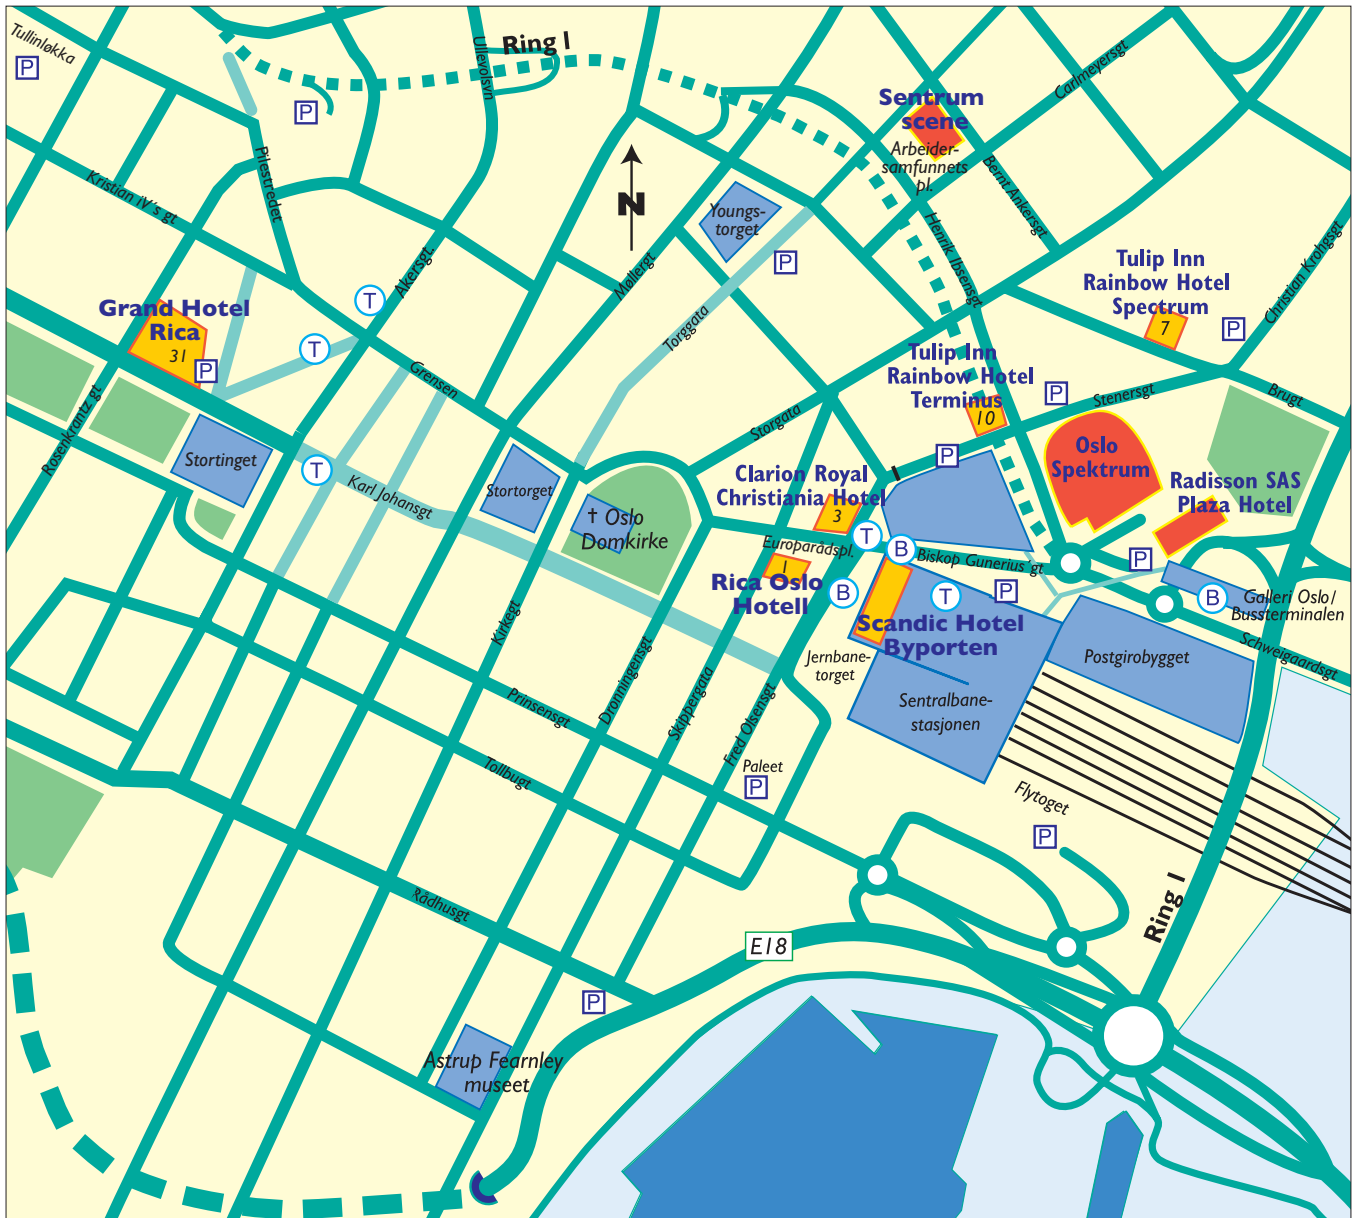 Tullinløkka
P
P
Ullevolsvn
Ring I
Carlmeyersgt
Sentrum
scene
Arbeider-
samfunnets
pl.
Bernt Ankersgt
Pilestredet
Kristian IV's gt
N
Youngs-
torget
P
Henrik Ibsensgt
Christian Krohgsgt
Akersgt.
Møllergt
T
T
Tulip Inn
Rainbow Hotel
Spectrum
7
P
Grand Hotel
Rica
31
P
Torggata
Tulip Inn
Rainbow Hotel
Terminus
10
P
Grensen
Stenersgt
Brugt
Rosenkrantz gt
Storgata
Stortinget
T
Karl Johansgt
Stortorget
† Oslo
Domkirke
P
Oslo
Spektrum
Clarion Royal
Christiania Hotel
3
Radisson SAS
Plaza Hotel
Europarådspl.
T
B
Biskop Gunerius' gt
P
1
Rica Oslo
Hotell
B
T
P
B
Galleri Oslo/
Bussterminalen
Schweigaardsgt
Scandic Hotel
Byporten
Kirkegt
Jernbane-
torget
Postgirobygget
Dronningensgt
Skippergata
Fred Olsensgt
Sentralbane-
stasjonen
Prinsensgt
Tollbugt
Paleet
P
Flytoget
P
Rådhusgt
Ring I
E18
P
Astrup Fearnley
museet